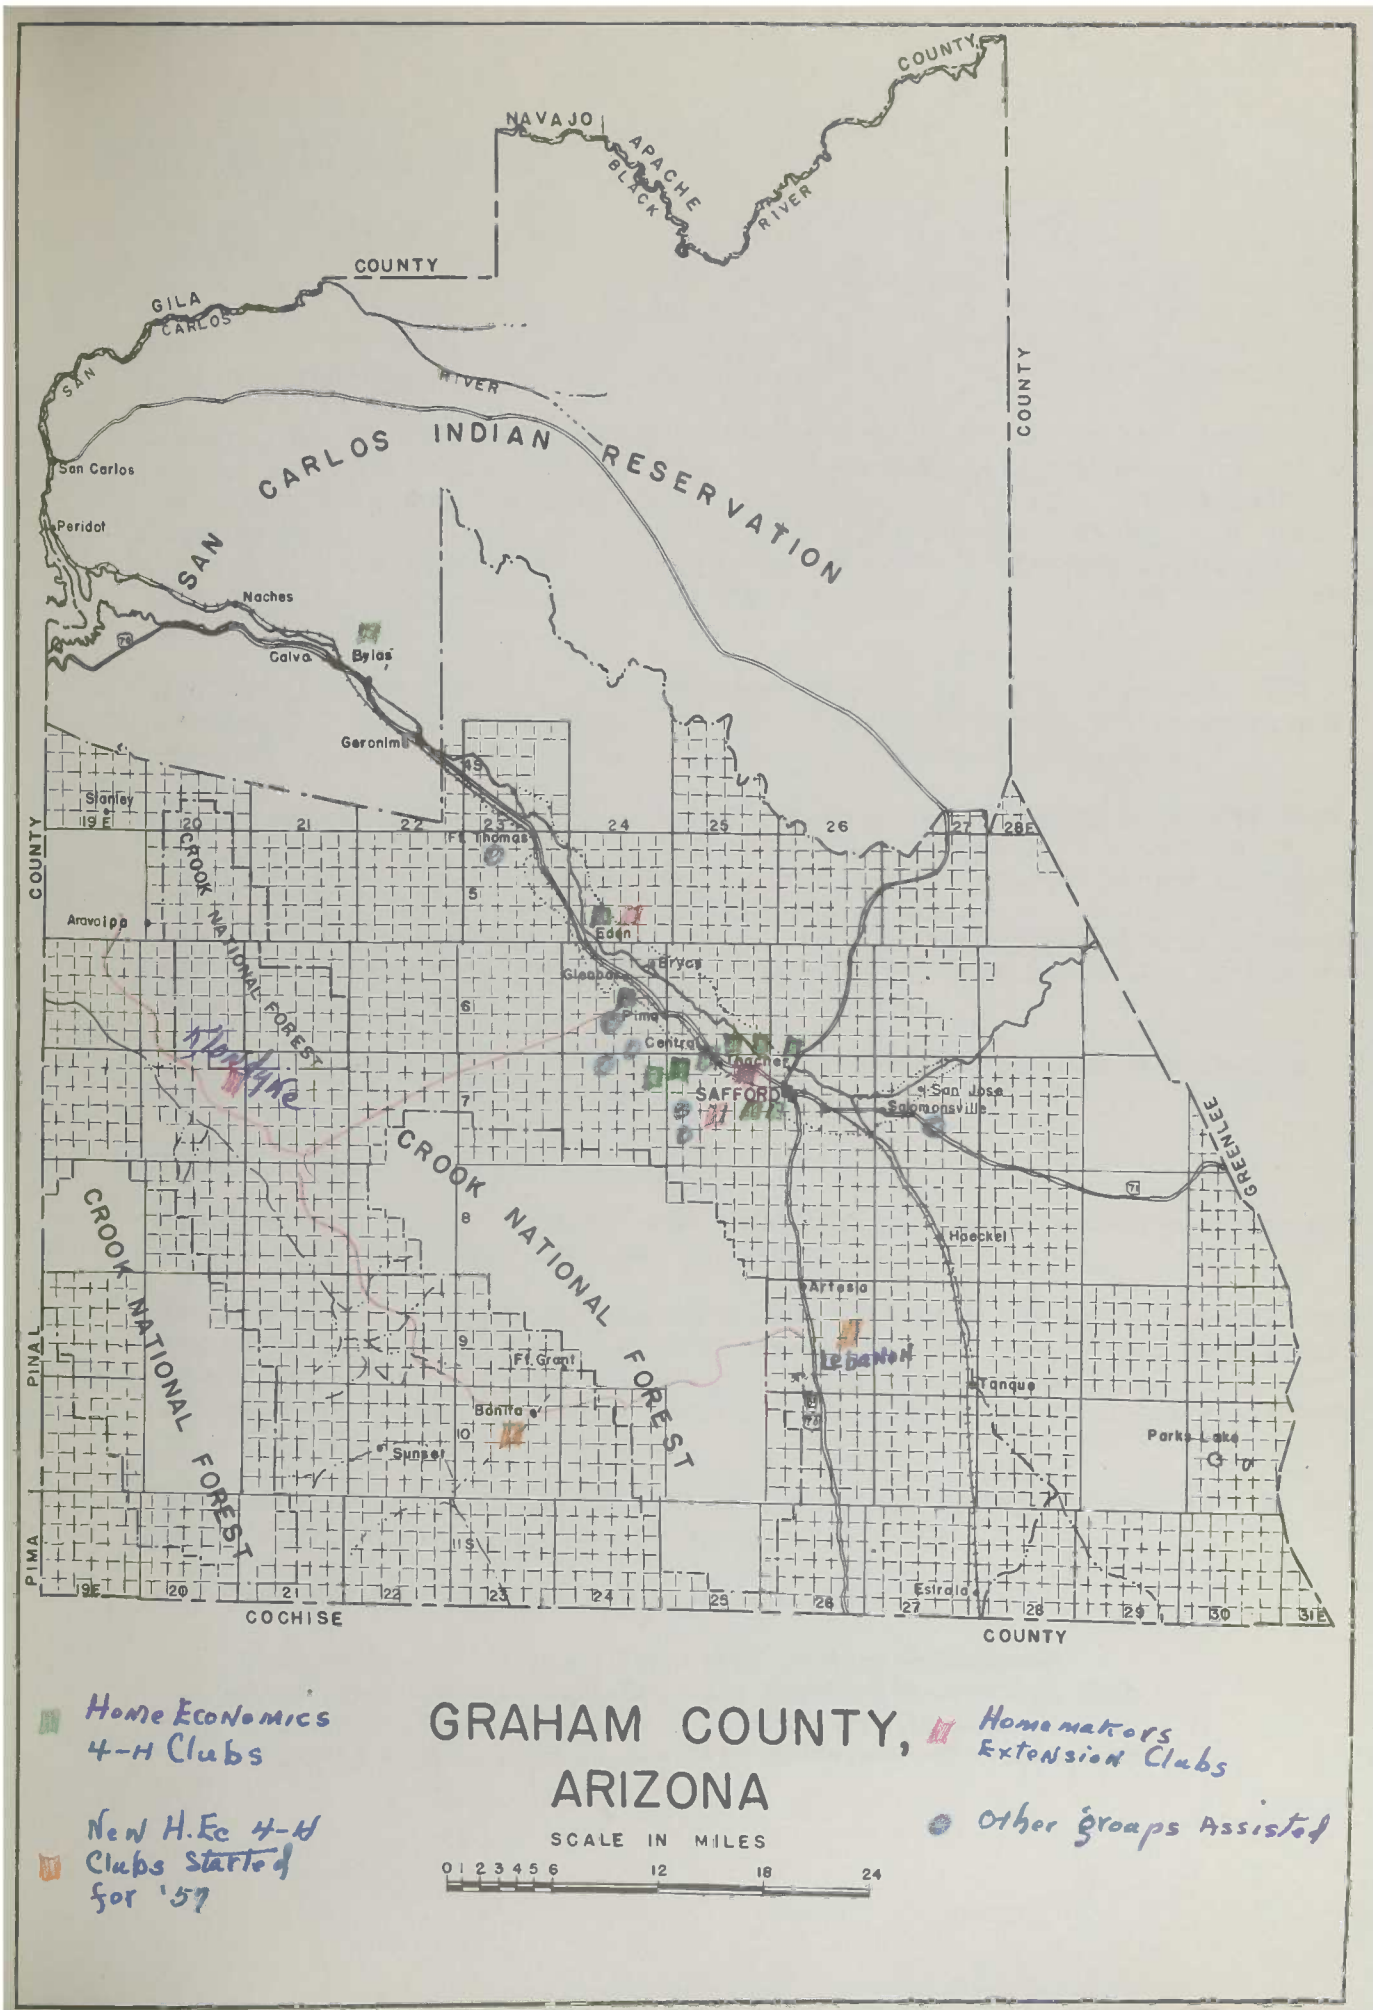 COUNTY
NAVAJO
APACHE
BLACK
RIVER
COUNTY
GILA
CARLOS
SAN
RIVER
COUNTY
SAN CARLOS INDIAN RESERVATION
San Carlos
Peridot
Naches
70
Calva
Bylas
Geronimo
4S
Stanley
19E 20 21 22 23 24 25 26 27 28E
COUNTY
Ft. Thomas
CROOK NATIONAL FOREST
5
Aravaipa
Eden
Bryce
Glenbar
6
Pima
Klondyke
Central
Thatcher
SAFFORD
San Jose
Solomonsville
7
GREENLEE
CROOK NATIONAL FOREST
70
8
CROOK NATIONAL FOREST
Haeckel
Artesia
9
Ft. Grant
Lebanon
PINAL
Tanque
Bonita
10
Sunset
Parks Lake
PIMA
11S
19E 20 21 22 23 24 25 26 27 28 29 30 31E
Estrala
COCHISE
COUNTY
Home Economics
4-H Clubs
New H.Ec 4-H
Clubs Started
for '57
GRAHAM COUNTY,
ARIZONA
SCALE IN MILES
0 1 2 3 4 5 6 12 18 24
Homemakers
Extension Clubs
Other groups Assisted